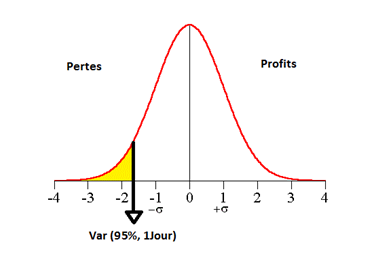 Pertes
Profits
-4 -3 -2 -1 0 1 2 3 4
-σ +σ
Var (95%, 1Jour)